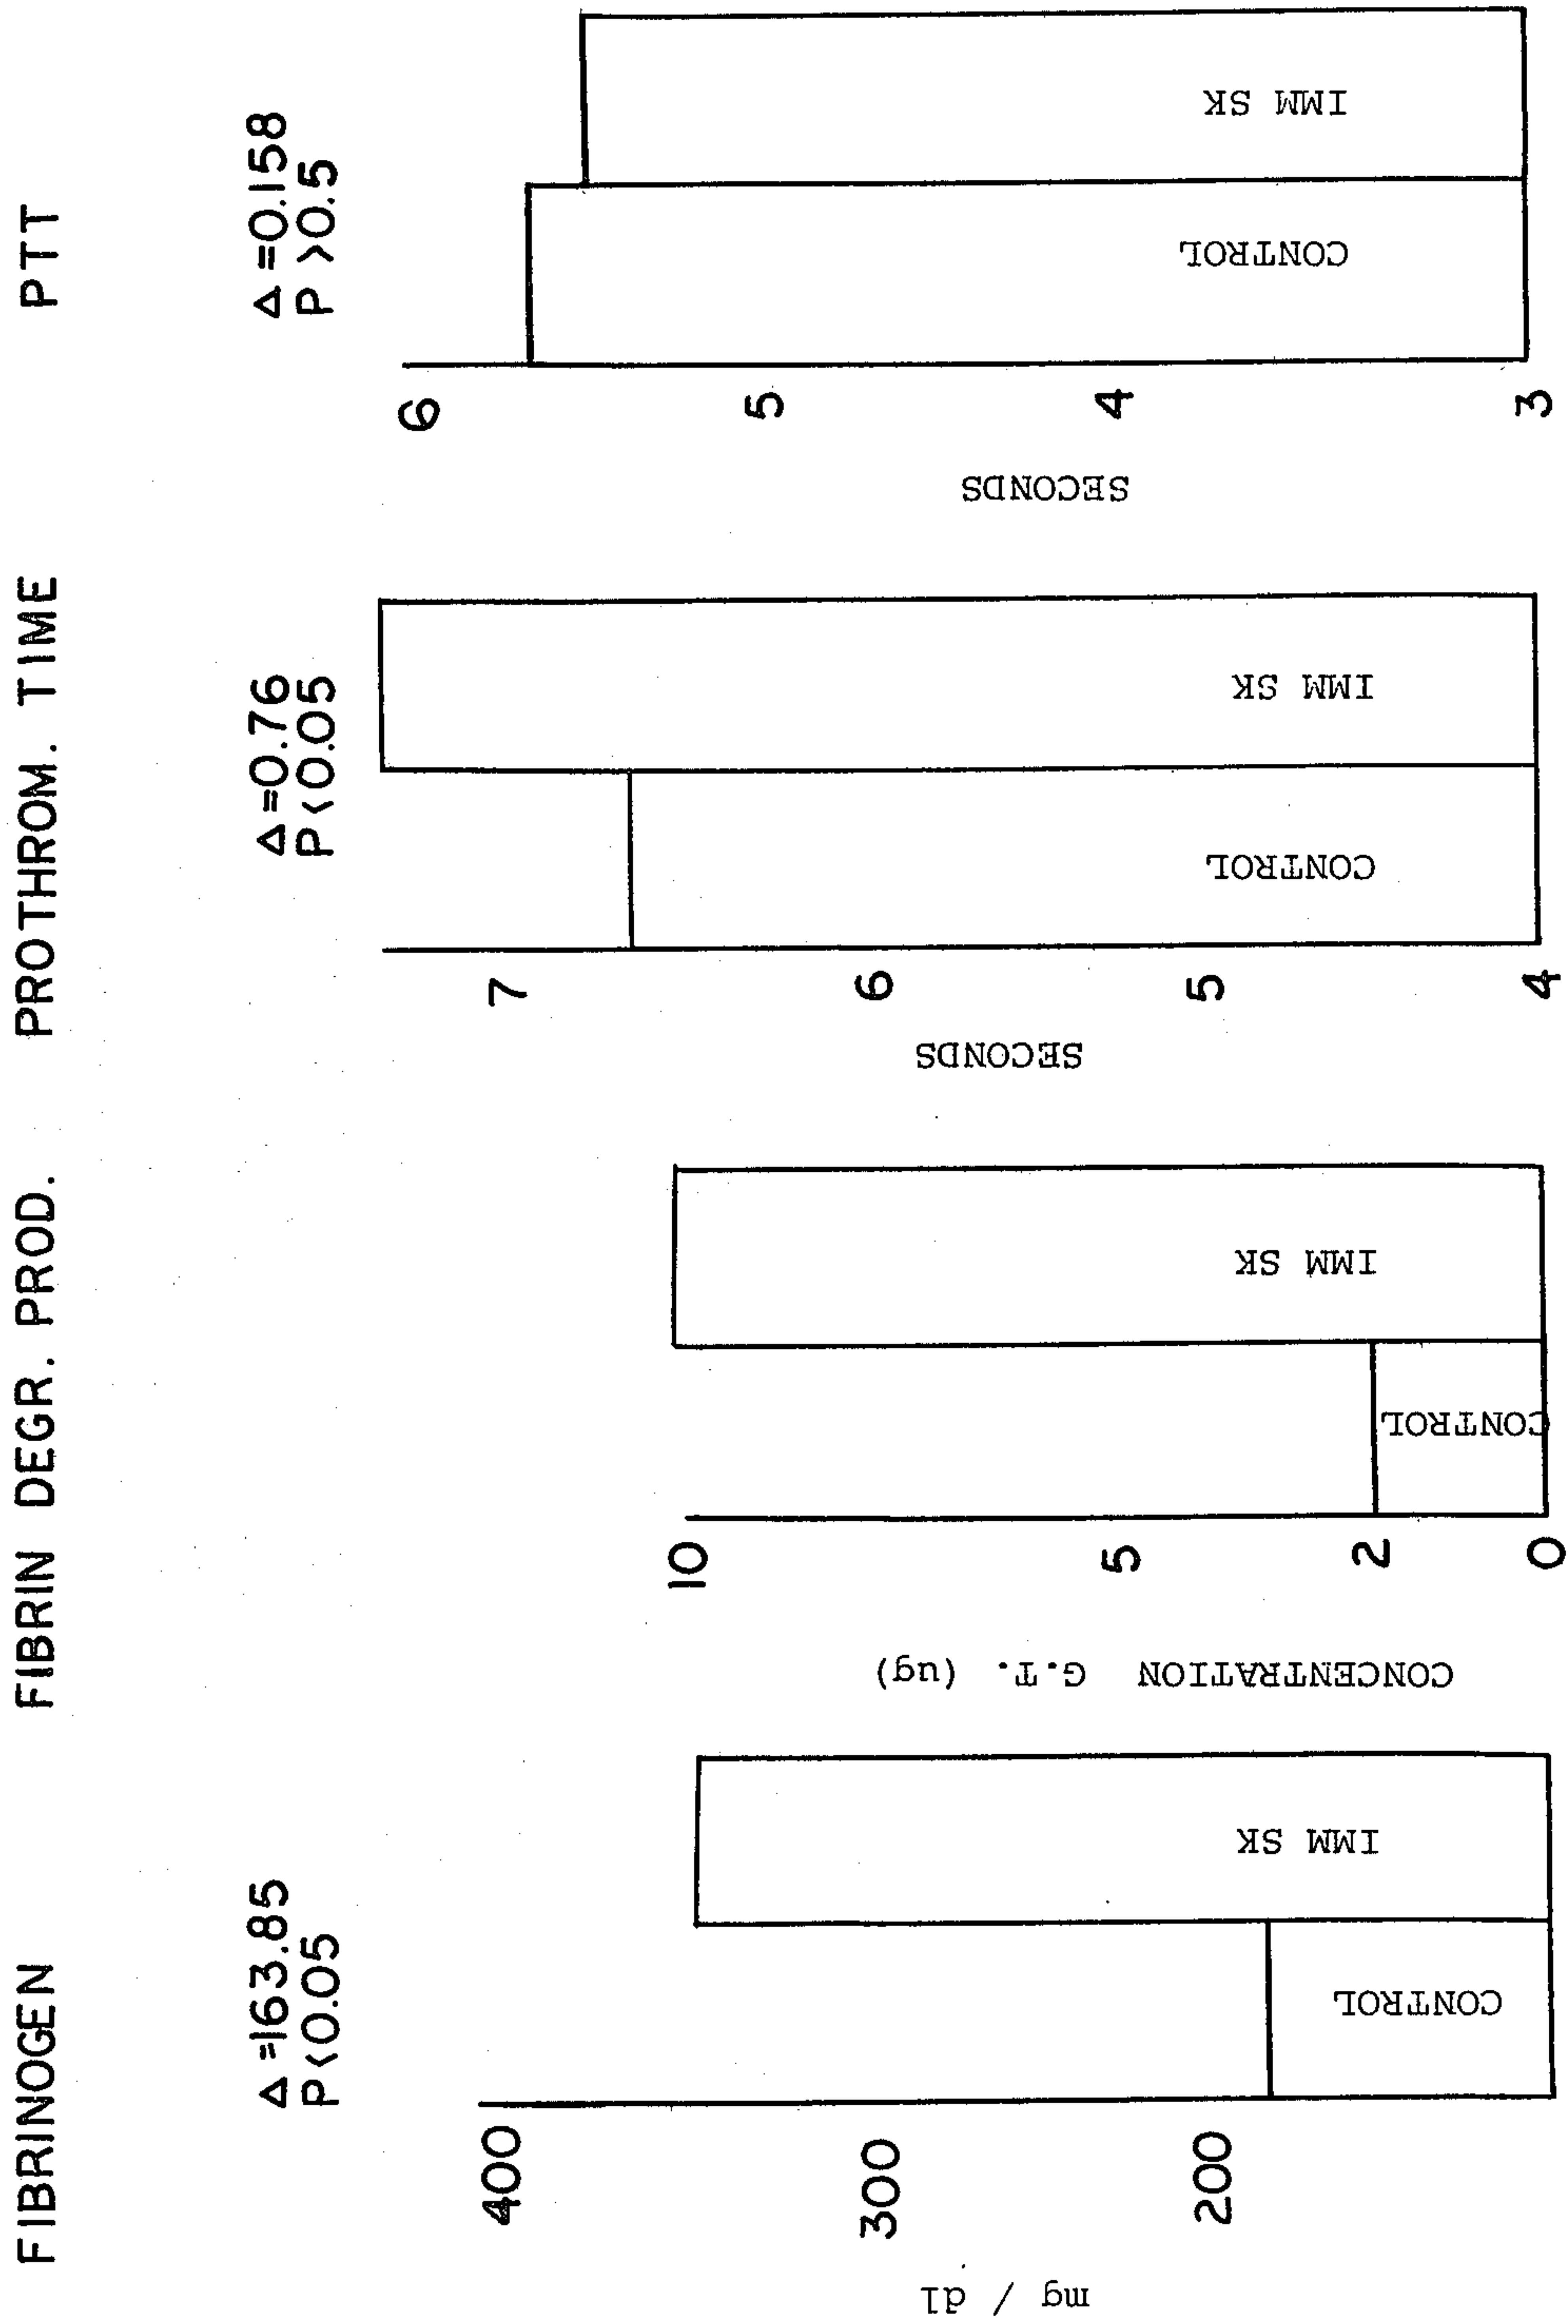 FIBRINOGEN
Δ=163.85
P<0.05
400
300
200
mg / dl
CONTROL
IMM SK
FIBRIN DEGR. PROD.
10
5
2
0
CONCENTRATION G.T. (ug)
CONTROL
IMM SK
PROTHROM. TIME
Δ=0.76
P<0.05
7
6
5
4
SECONDS
CONTROL
IMM SK
PTT
Δ=0.158
P>0.5
6
5
4
3
SECONDS
CONTROL
IMM SK